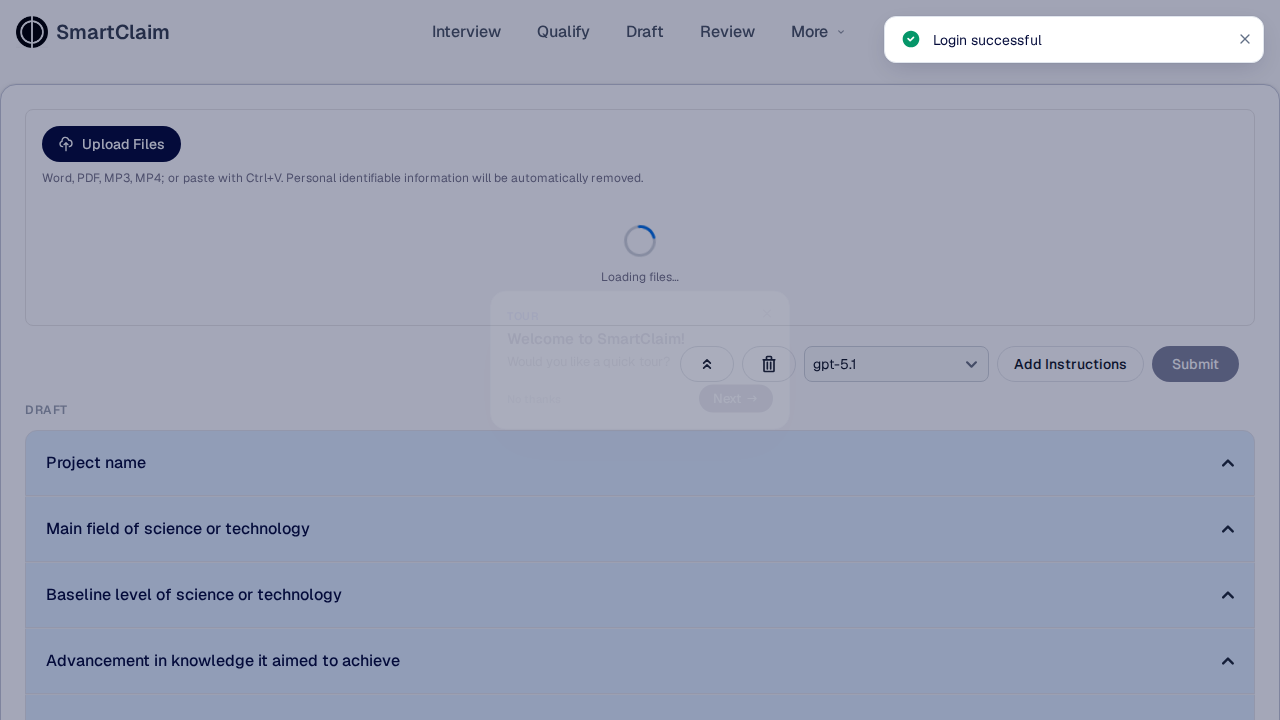 SmartClaim
Interview
Qualify
Draft
Review
More
Login successful
Upload Files
Word, PDF, MP3, MP4; or paste with Ctrl+V. Personal identifiable information will be automatically removed.
Loading files…
TOUR
Welcome to SmartClaim!
Would you like a quick tour?
Next →
gpt-5.1
Add Instructions
Submit
DRAFT
Project name
Main field of science or technology
Baseline level of science or technology
Advancement in knowledge it aimed to achieve